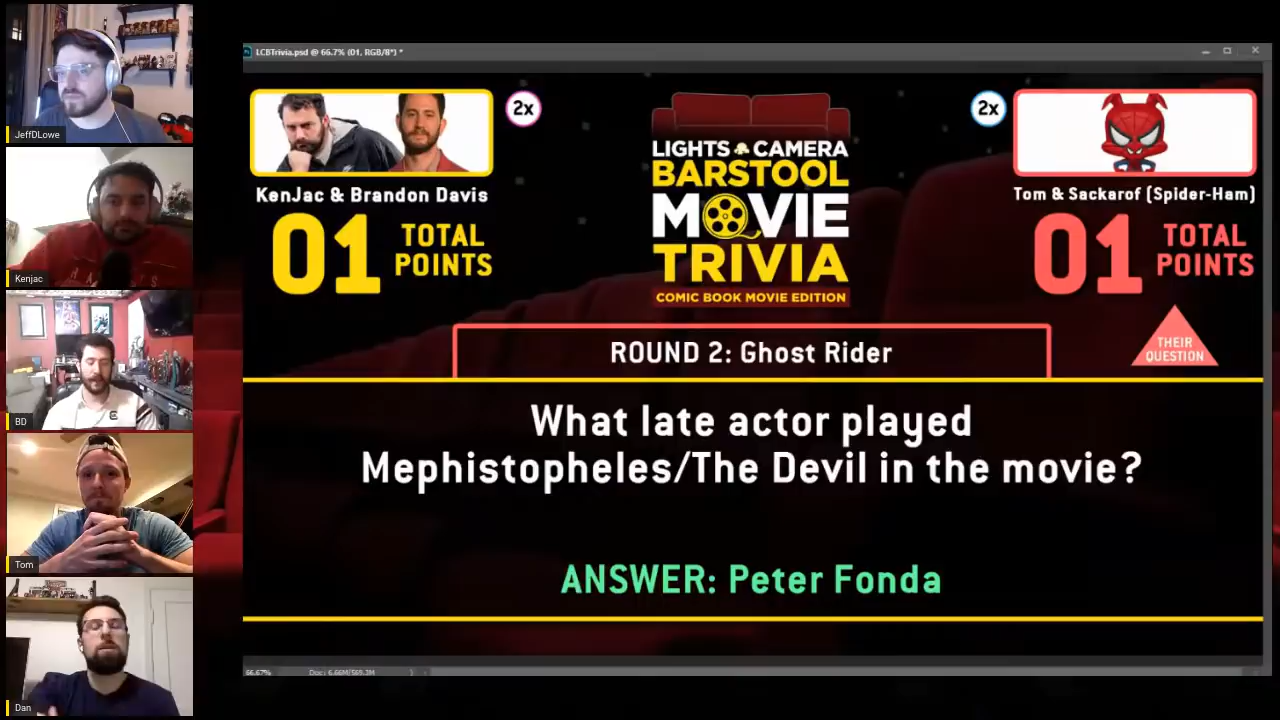 JeffDLowe
Kenjac
BD
Tom
Dan
LCBTrivia.psd @ 66.7% (01, RGB/8*) *
2x
KenJac & Brandon Davis
01
TOTAL
POINTS
LIGHTS CAMERA
BARSTOOL
MOVIE
TRIVIA
COMIC BOOK MOVIE EDITION
2x
Tom & Sackarof (Spider-Ham)
01
TOTAL
POINTS
THEIR
QUESTION
ROUND 2: Ghost Rider
What late actor played
Mephistopheles/The Devil in the movie?
ANSWER: Peter Fonda
66.67%